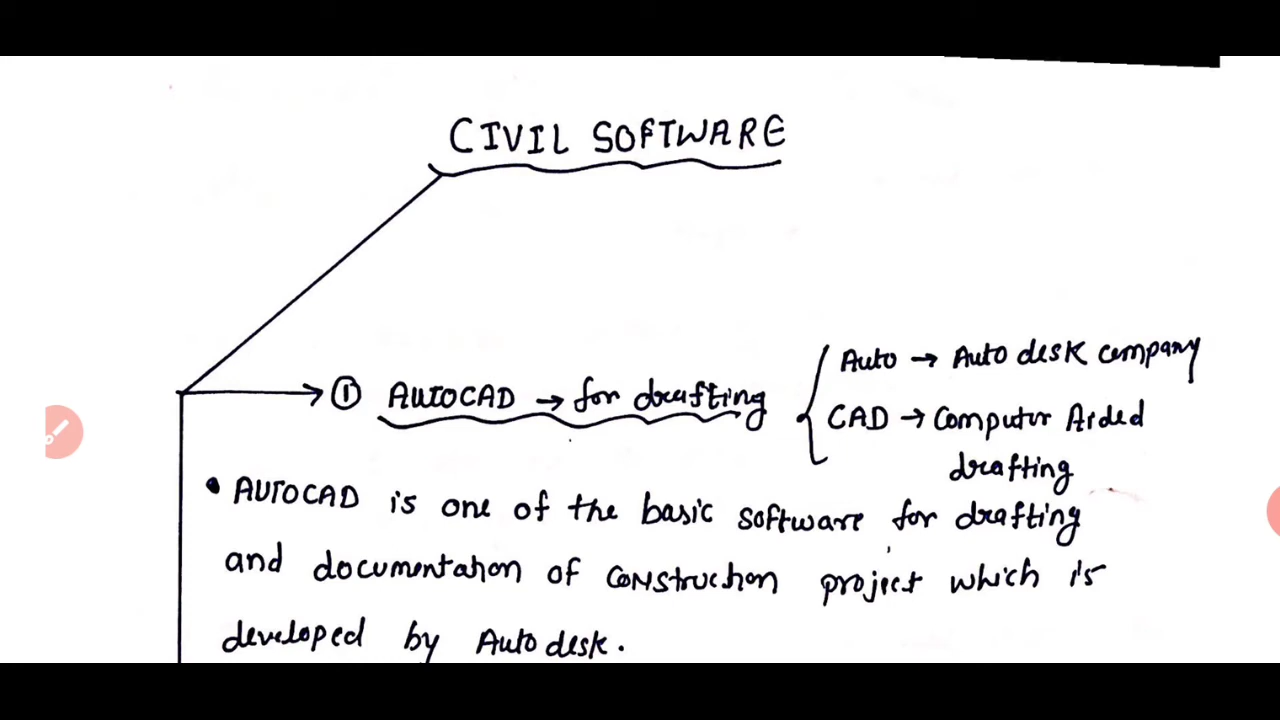 CIVIL SOFTWARE
① AUTOCAD → for drafting
Auto → Auto desk company
CAD → Computer Aided
drafting
• AUTOCAD is one of the basic software for drafting
and documentation of construction project which is
developed by Auto desk.